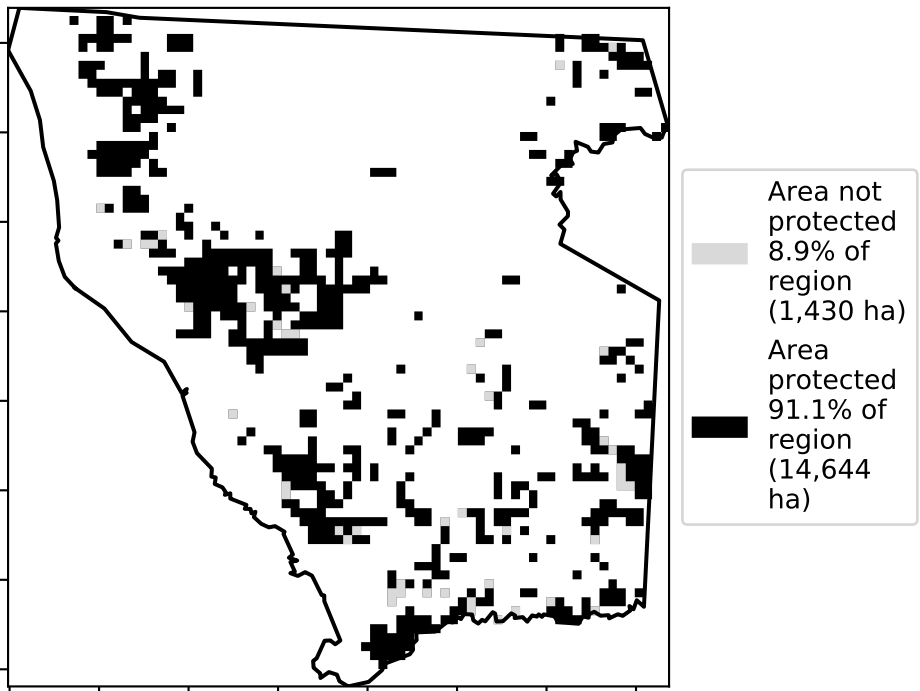 Area not
protected
8.9% of
region
(1,430 ha)
Area
protected
91.1% of
region
(14,644
ha)